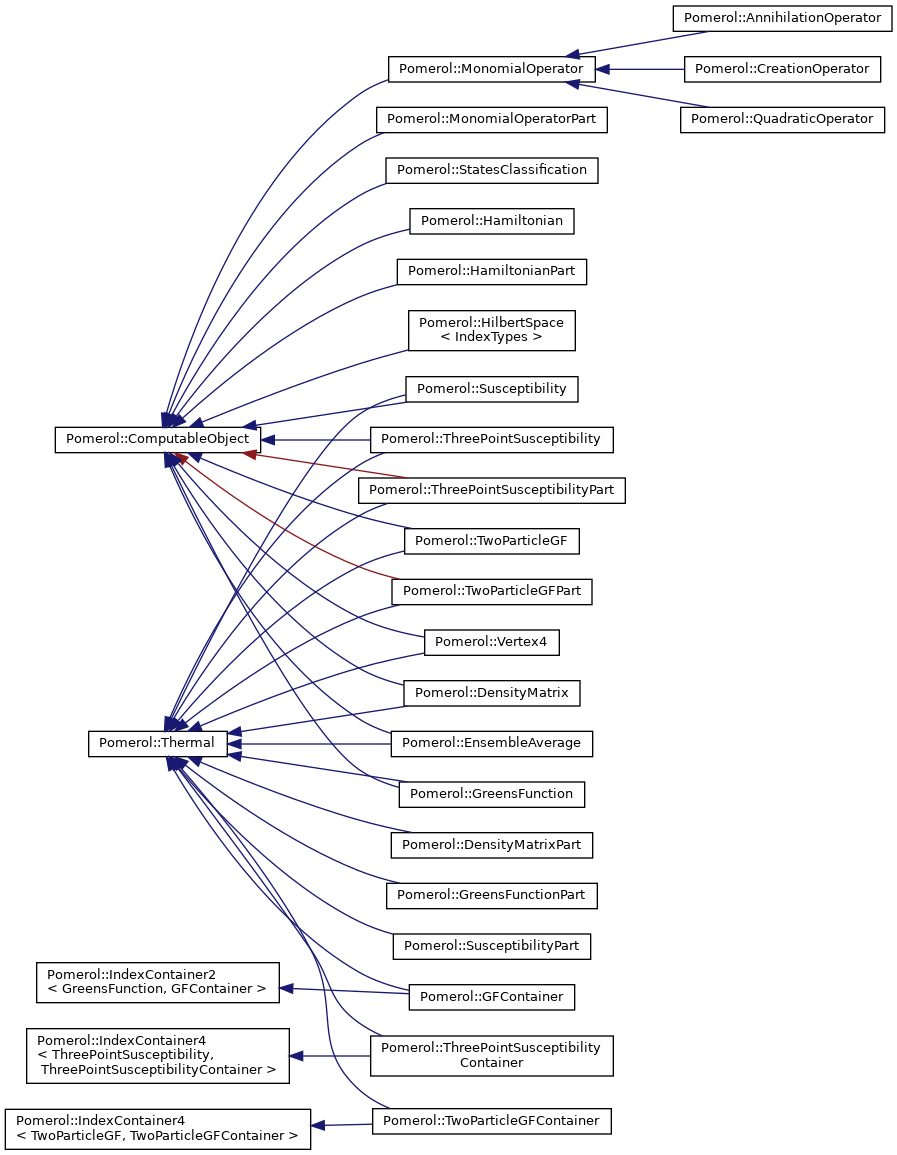 Pomerol::AnnihilationOperator
Pomerol::MonomialOperator
Pomerol::CreationOperator
Pomerol::MonomialOperatorPart
Pomerol::QuadraticOperator
Pomerol::StatesClassification
Pomerol::Hamiltonian
Pomerol::HamiltonianPart
Pomerol::HilbertSpace
< IndexTypes >
Pomerol::Susceptibility
Pomerol::ComputableObject
Pomerol::ThreePointSusceptibility
Pomerol::ThreePointSusceptibilityPart
Pomerol::TwoParticleGF
Pomerol::TwoParticleGFPart
Pomerol::Vertex4
Pomerol::DensityMatrix
Pomerol::Thermal
Pomerol::EnsembleAverage
Pomerol::GreensFunction
Pomerol::DensityMatrixPart
Pomerol::GreensFunctionPart
Pomerol::SusceptibilityPart
Pomerol::IndexContainer2
< GreensFunction, GFContainer >
Pomerol::GFContainer
Pomerol::IndexContainer4
< ThreePointSusceptibility,
ThreePointSusceptibilityContainer >
Pomerol::ThreePointSusceptibility
Container
Pomerol::IndexContainer4
< TwoParticleGF, TwoParticleGFContainer >
Pomerol::TwoParticleGFContainer